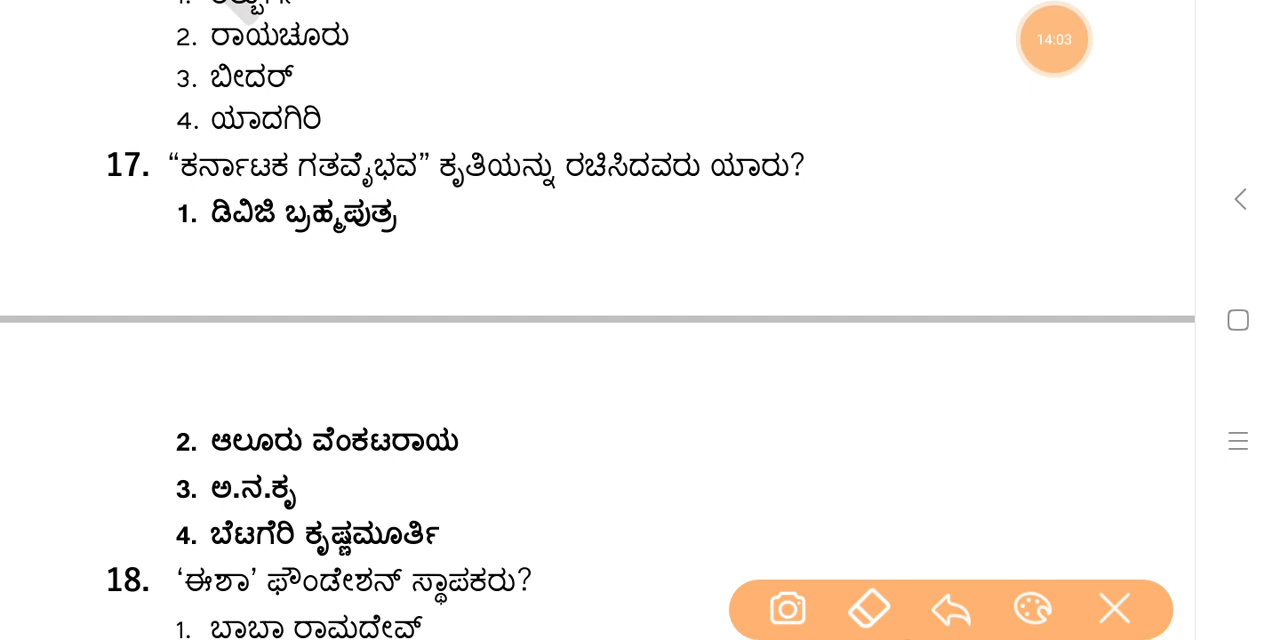 2. ರಾಯಚೂರು
14:03
3. ಬೀದರ್
4. ಯಾದಗಿರಿ
17. “ಕರ್ನಾಟಕ ಗತವೈಭವ” ಕೃತಿಯನ್ನು ರಚಿಸಿದವರು ಯಾರು?
1. ಡಿವಿಜಿ ಬ್ರಹ್ಮಪುತ್ರ
2. ಆಲೂರು ವೆಂಕಟರಾಯ
3. ಅ.ನ.ಕೃ
4. ಬೆಟಗೆರಿ ಕೃಷ್ಣಮೂರ್ತಿ
18. ‘ಈಶಾ’ ಫೌಂಡೇಶನ್ ಸ್ಥಾಪಕರು?
1. ಬಾಬಾ ರಾಮದೇವ್